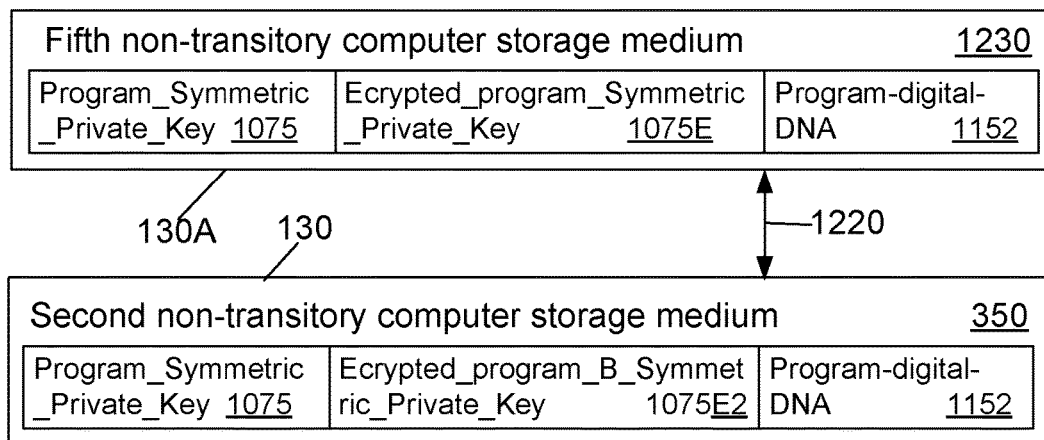 Fifth non-transitory computer storage medium 1230
Program_Symmetric Ecrypted_program_Symmetric Program-digital-
_Private_Key 1075 _Private_Key 1075E DNA 1152
130A 130 1220
Second non-transitory computer storage medium 350
Program_Symmetric Ecrypted_program_B_Symmet Program-digital-
_Private_Key 1075 ric_Private_Key 1075E2 DNA 1152